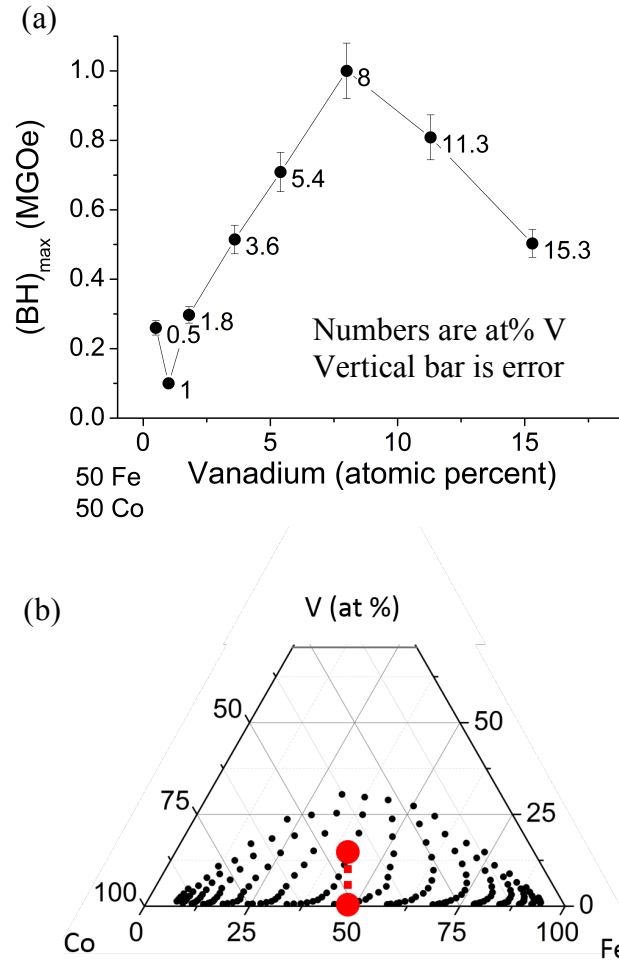 (a)
(BH)max (MGOe)
1.0
0.8
0.6
0.4
0.2
0.0
8
11.3
5.4
3.6
15.3
1.8
0.5
1
Numbers are at% V
Vertical bar is error
0 5 10 15
50 Fe Vanadium (atomic percent)
50 Co
(b)
V (at %)
50 50
75 25
100 0
25 50 75 100
Co Fe